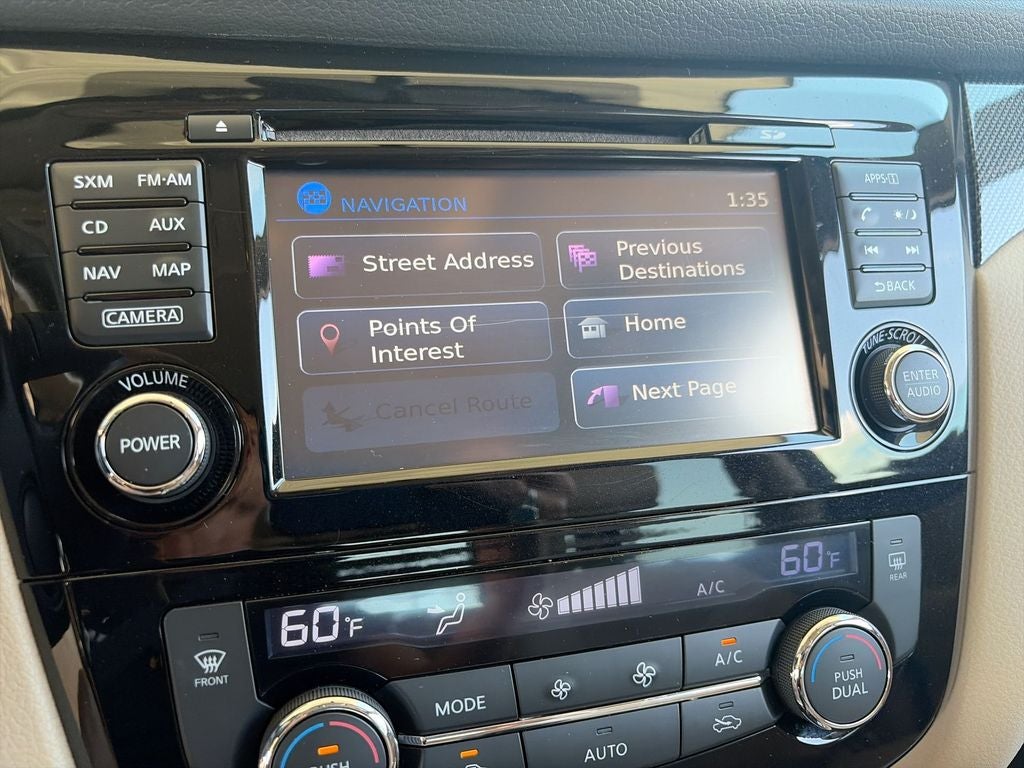 SD
SXM FM·AM
CD AUX
NAV MAP
CAMERA
NAVIGATION 1:35
Street Address
Previous
Destinations
Points Of
Interest
Home
Cancel Route
Next Page
APPS·i
BACK
VOLUME
POWER
TUNE·SCROLL
ENTER
AUDIO
60°F
A/C
60°F
FRONT
REAR
MODE
A/C
AUTO
PUSH
DUAL
PUSH